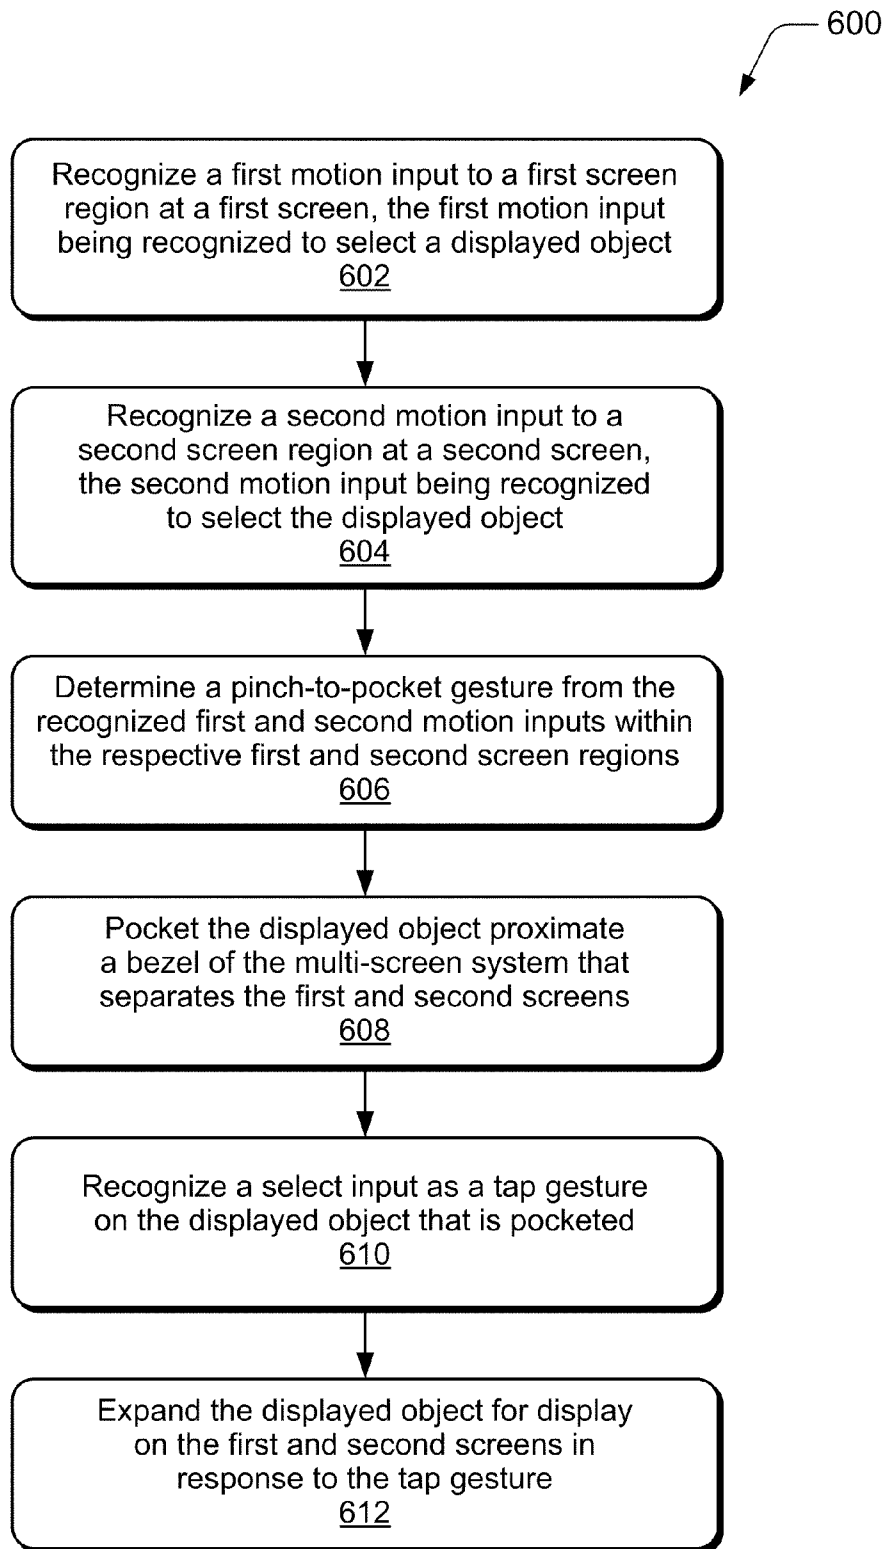 600
Recognize a first motion input to a first screen
region at a first screen, the first motion input
being recognized to select a displayed object
602
Recognize a second motion input to a
second screen region at a second screen,
the second motion input being recognized
to select the displayed object
604
Determine a pinch-to-pocket gesture from the
recognized first and second motion inputs within
the respective first and second screen regions
606
Pocket the displayed object proximate
a bezel of the multi-screen system that
separates the first and second screens
608
Recognize a select input as a tap gesture
on the displayed object that is pocketed
610
Expand the displayed object for display
on the first and second screens in
response to the tap gesture
612